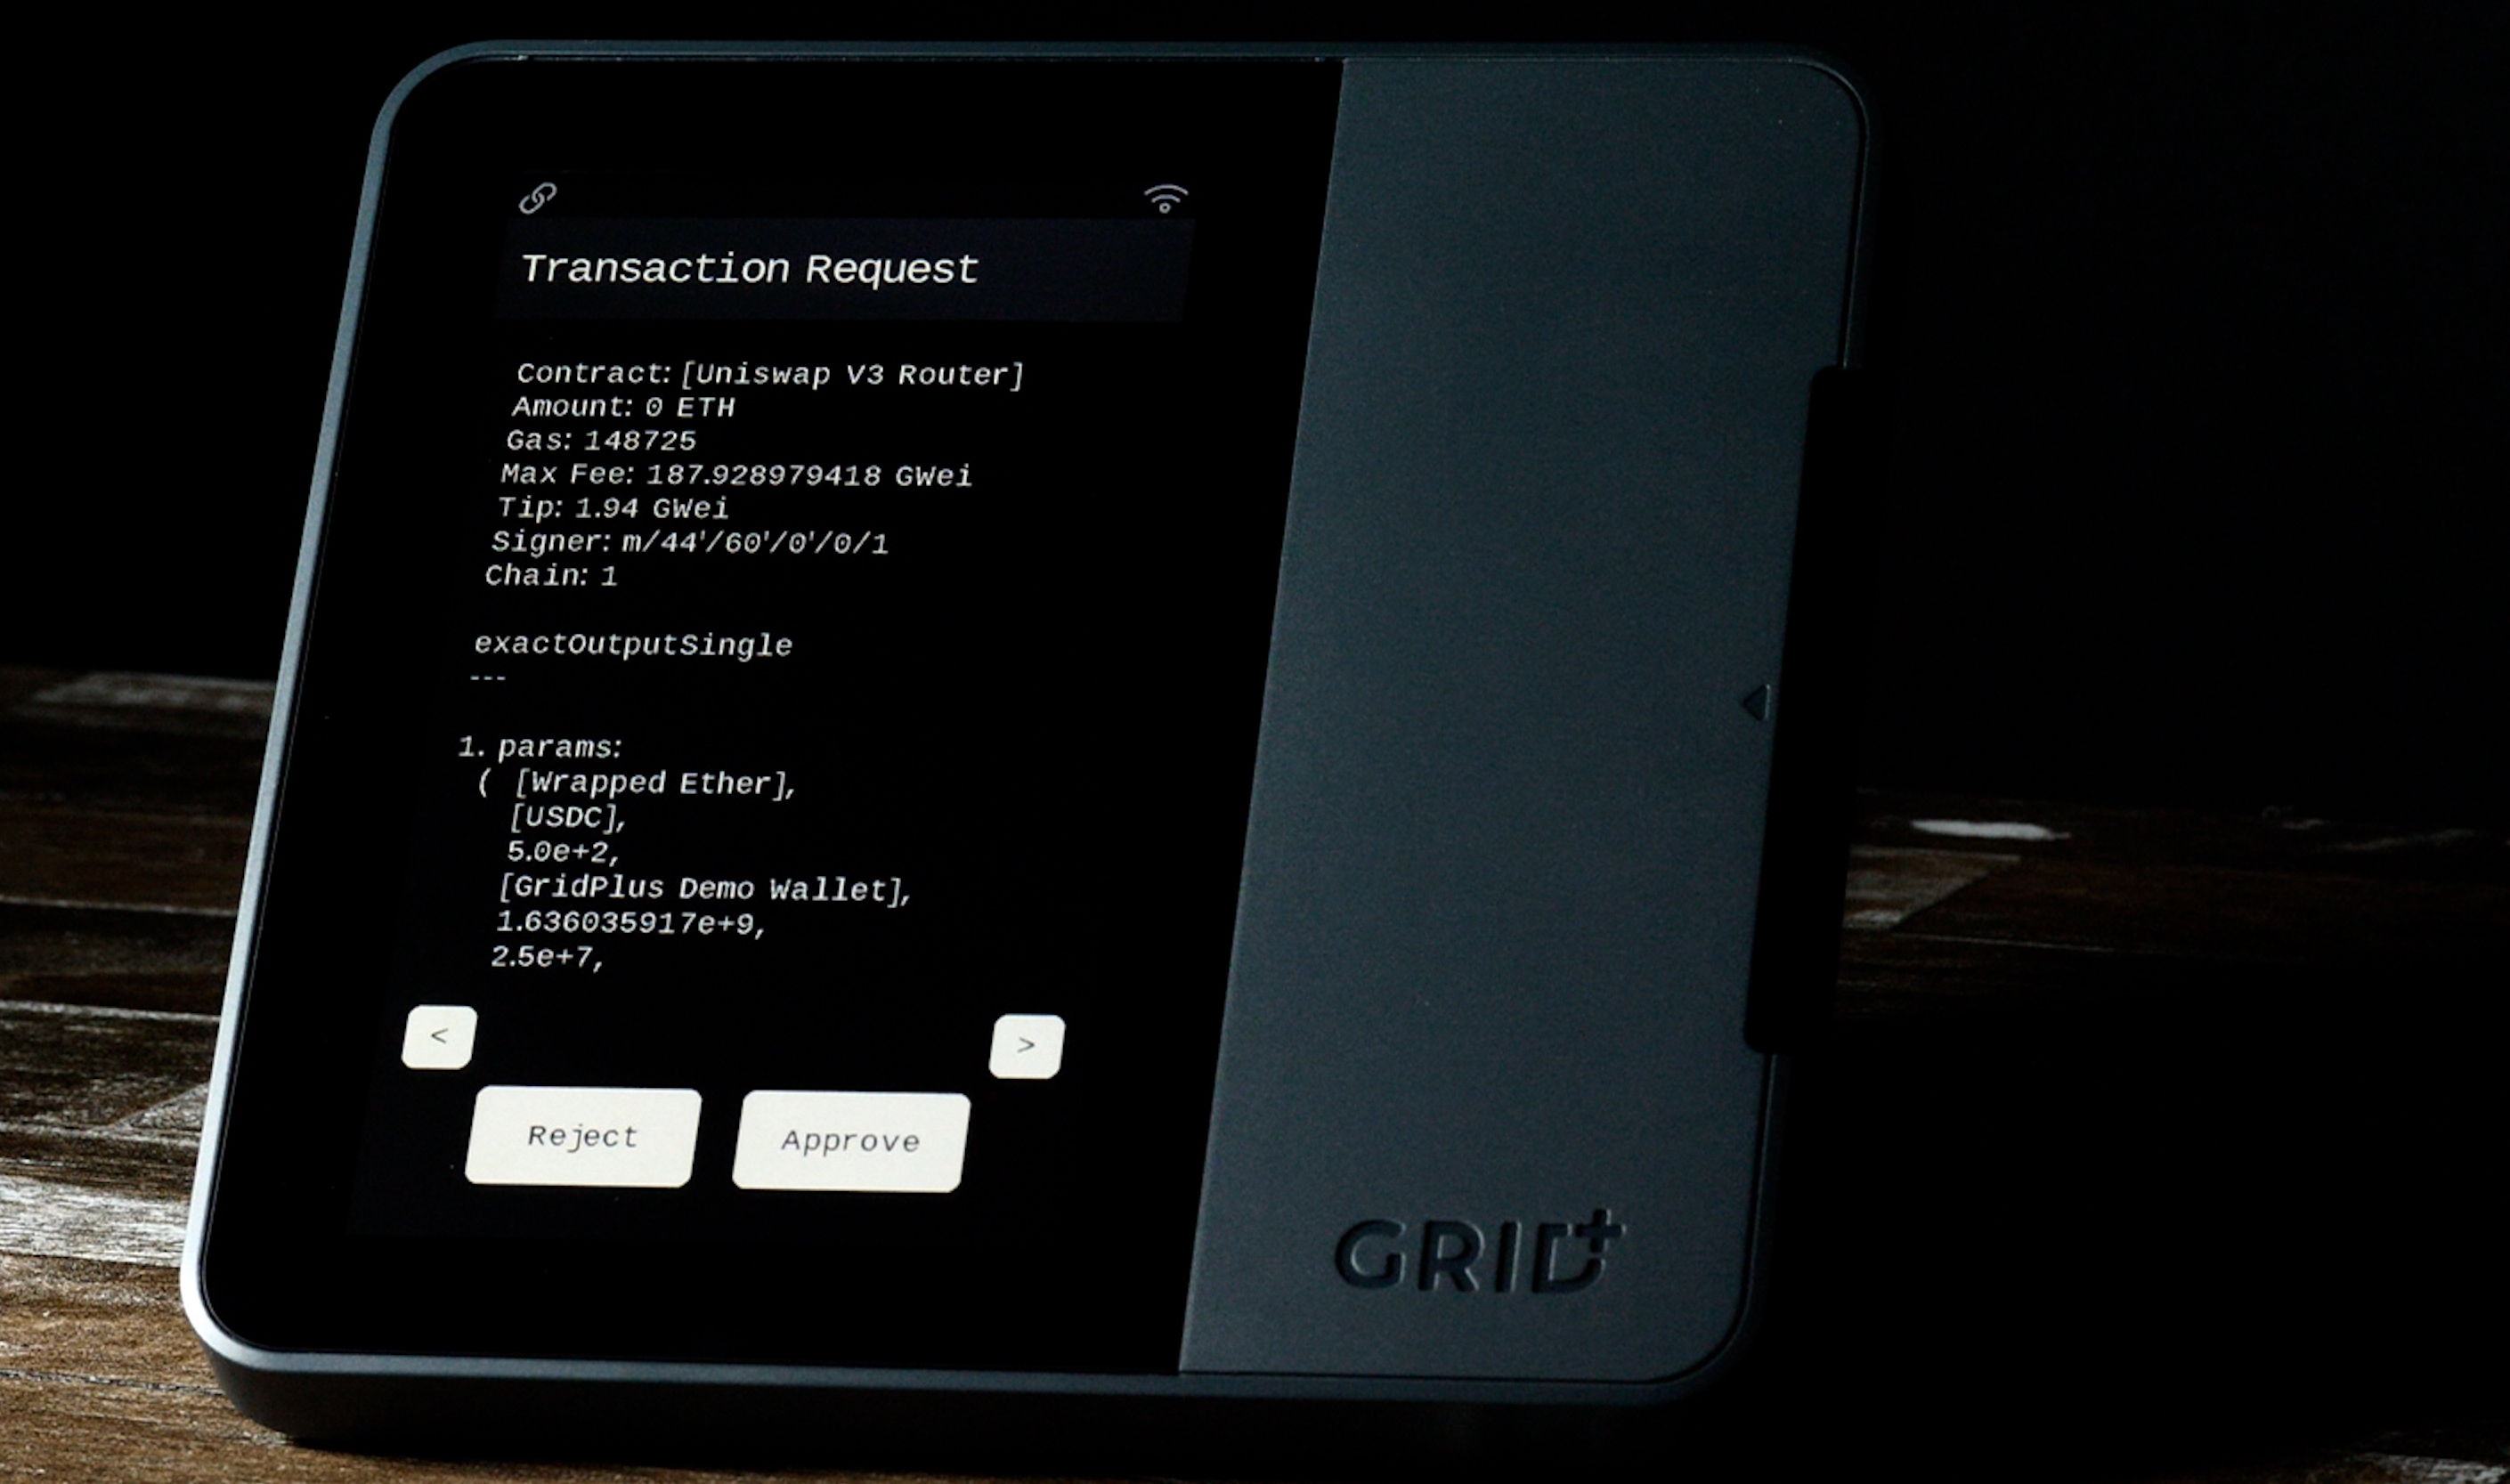 Transaction Request
Contract: [Uniswap V3 Router]
Amount: 0 ETH
Gas: 148725
Max Fee: 187.928979418 GWei
Tip: 1.94 GWei
Signer: m/44'/60'/0'/0/1
Chain: 1
exactOutputSingle
---
1. params:
( [Wrapped Ether],
[USDC],
5.0e+2,
[GridPlus Demo Wallet],
1.636035917e+9,
2.5e+7,
< >
Reject Approve
GRID+